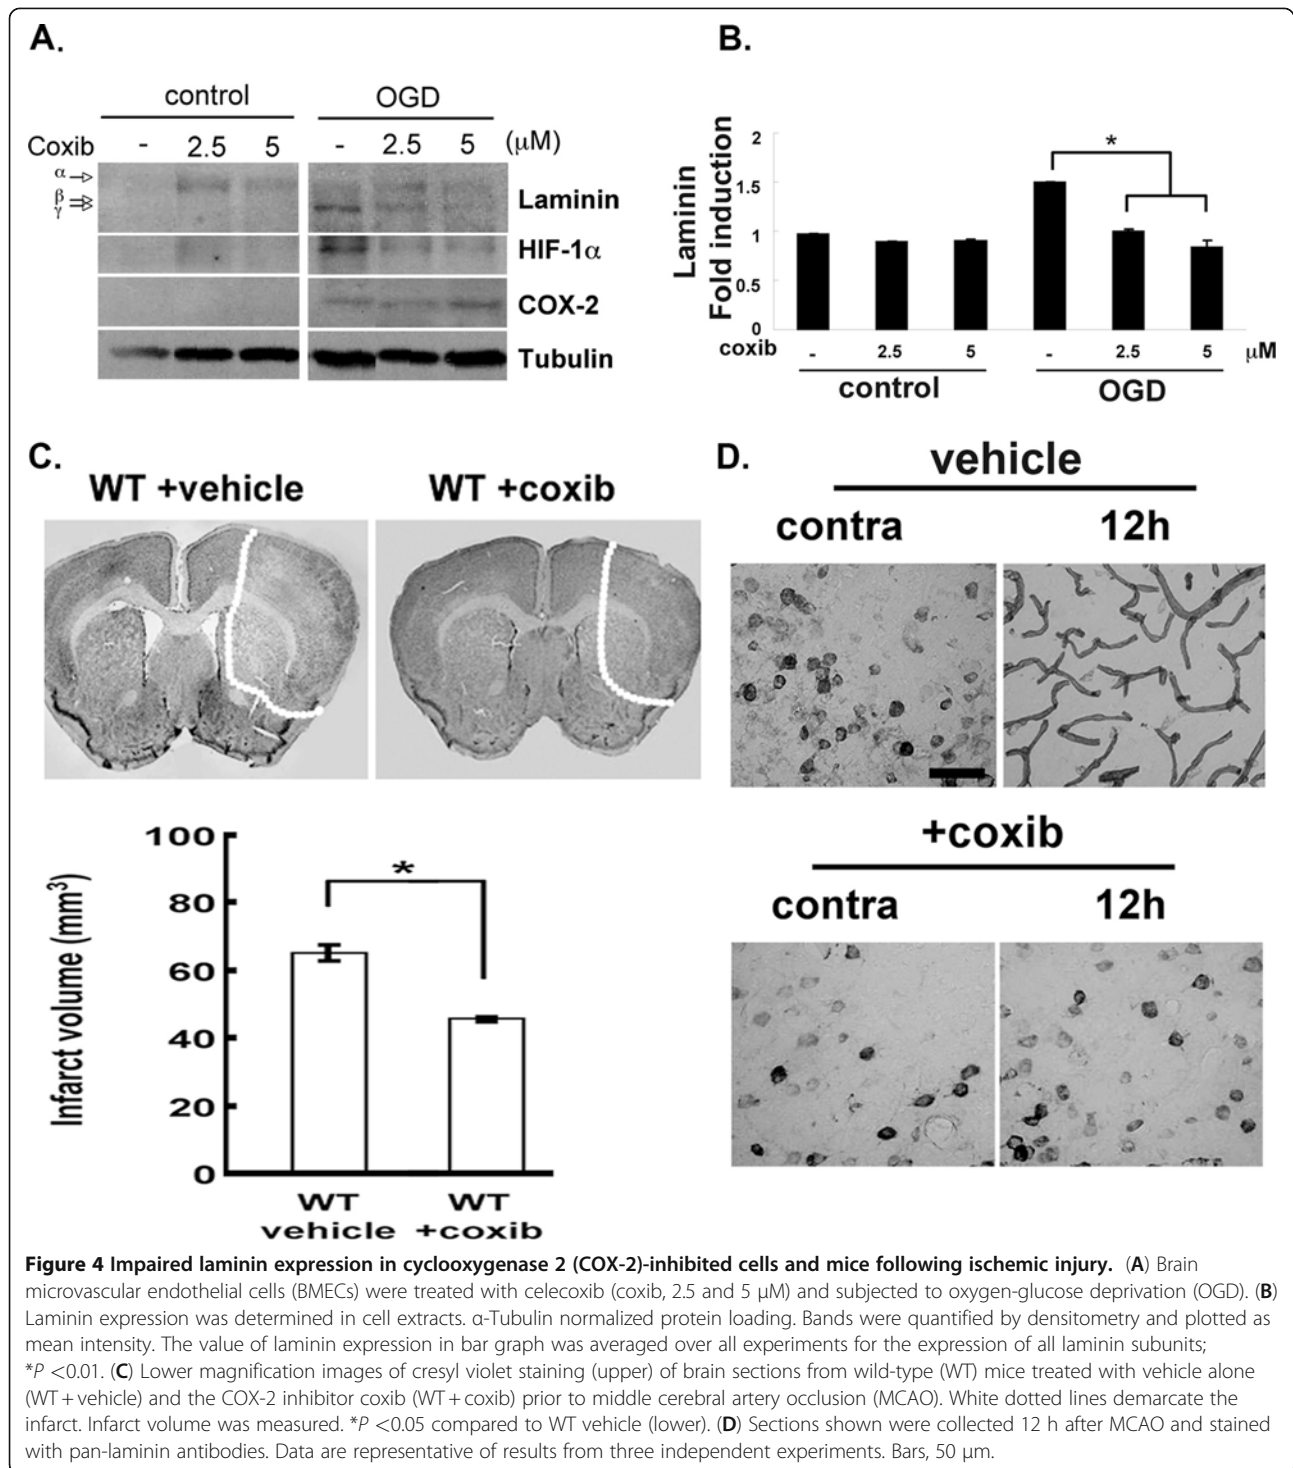 A.
control
OGD
Coxib - 2.5 5 - 2.5 5 (μM)
α
β
γ
Laminin
HIF-1α
COX-2
Tubulin
B.
Laminin
Fold induction
2
1.5
1
0.5
0
*
coxib - 2.5 5 - 2.5 5 μM
control OGD
C.
WT +vehicle WT +coxib
Infarct volume (mm³)
100
80
60
40
20
0
*
WT WT
vehicle +coxib
D.
vehicle
contra 12h
+coxib
contra 12h
Figure 4 Impaired laminin expression in cyclooxygenase 2 (COX-2)-inhibited cells and mice following ischemic injury. (A) Brain
microvascular endothelial cells (BMECs) were treated with celecoxib (coxib, 2.5 and 5 μM) and subjected to oxygen-glucose deprivation (OGD). (B)
Laminin expression was determined in cell extracts. α-Tubulin normalized protein loading. Bands were quantified by densitometry and plotted as
mean intensity. The value of laminin expression in bar graph was averaged over all experiments for the expression of all laminin subunits;
*P <0.01. (C) Lower magnification images of cresyl violet staining (upper) of brain sections from wild-type (WT) mice treated with vehicle alone
(WT + vehicle) and the COX-2 inhibitor coxib (WT + coxib) prior to middle cerebral artery occlusion (MCAO). White dotted lines demarcate the
infarct. Infarct volume was measured. *P <0.05 compared to WT vehicle (lower). (D) Sections shown were collected 12 h after MCAO and stained
with pan-laminin antibodies. Data are representative of results from three independent experiments. Bars, 50 μm.